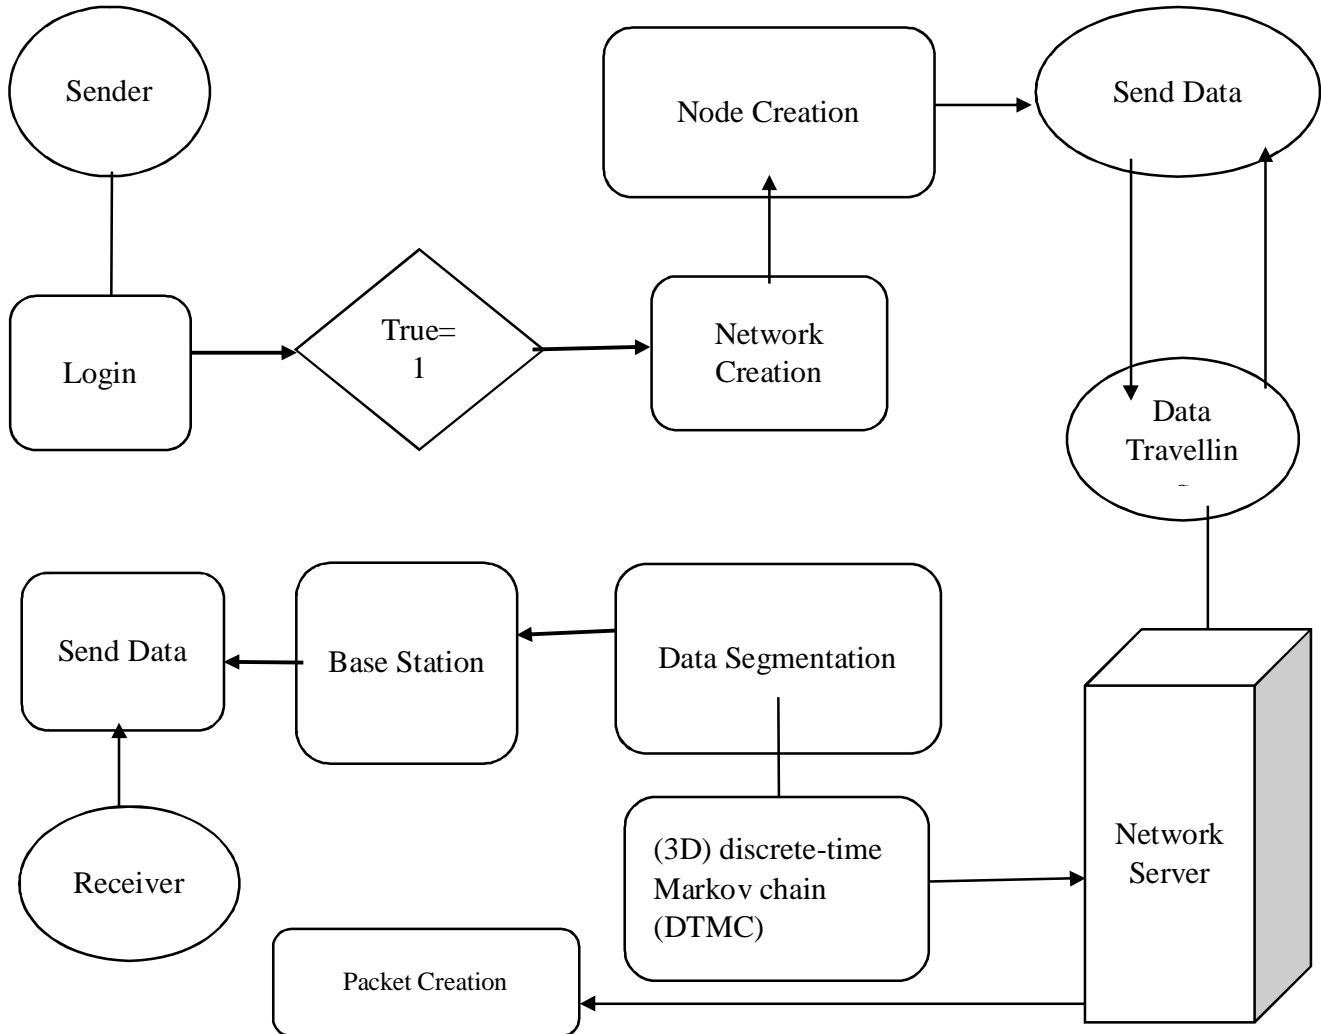 Sender
Node Creation
Send Data
Login
True=
1
Network
Creation
Data
Travellin
Send Data
Base Station
Data Segmentation
(3D) discrete-time
Markov chain
(DTMC)
Network
Server
Receiver
Packet Creation